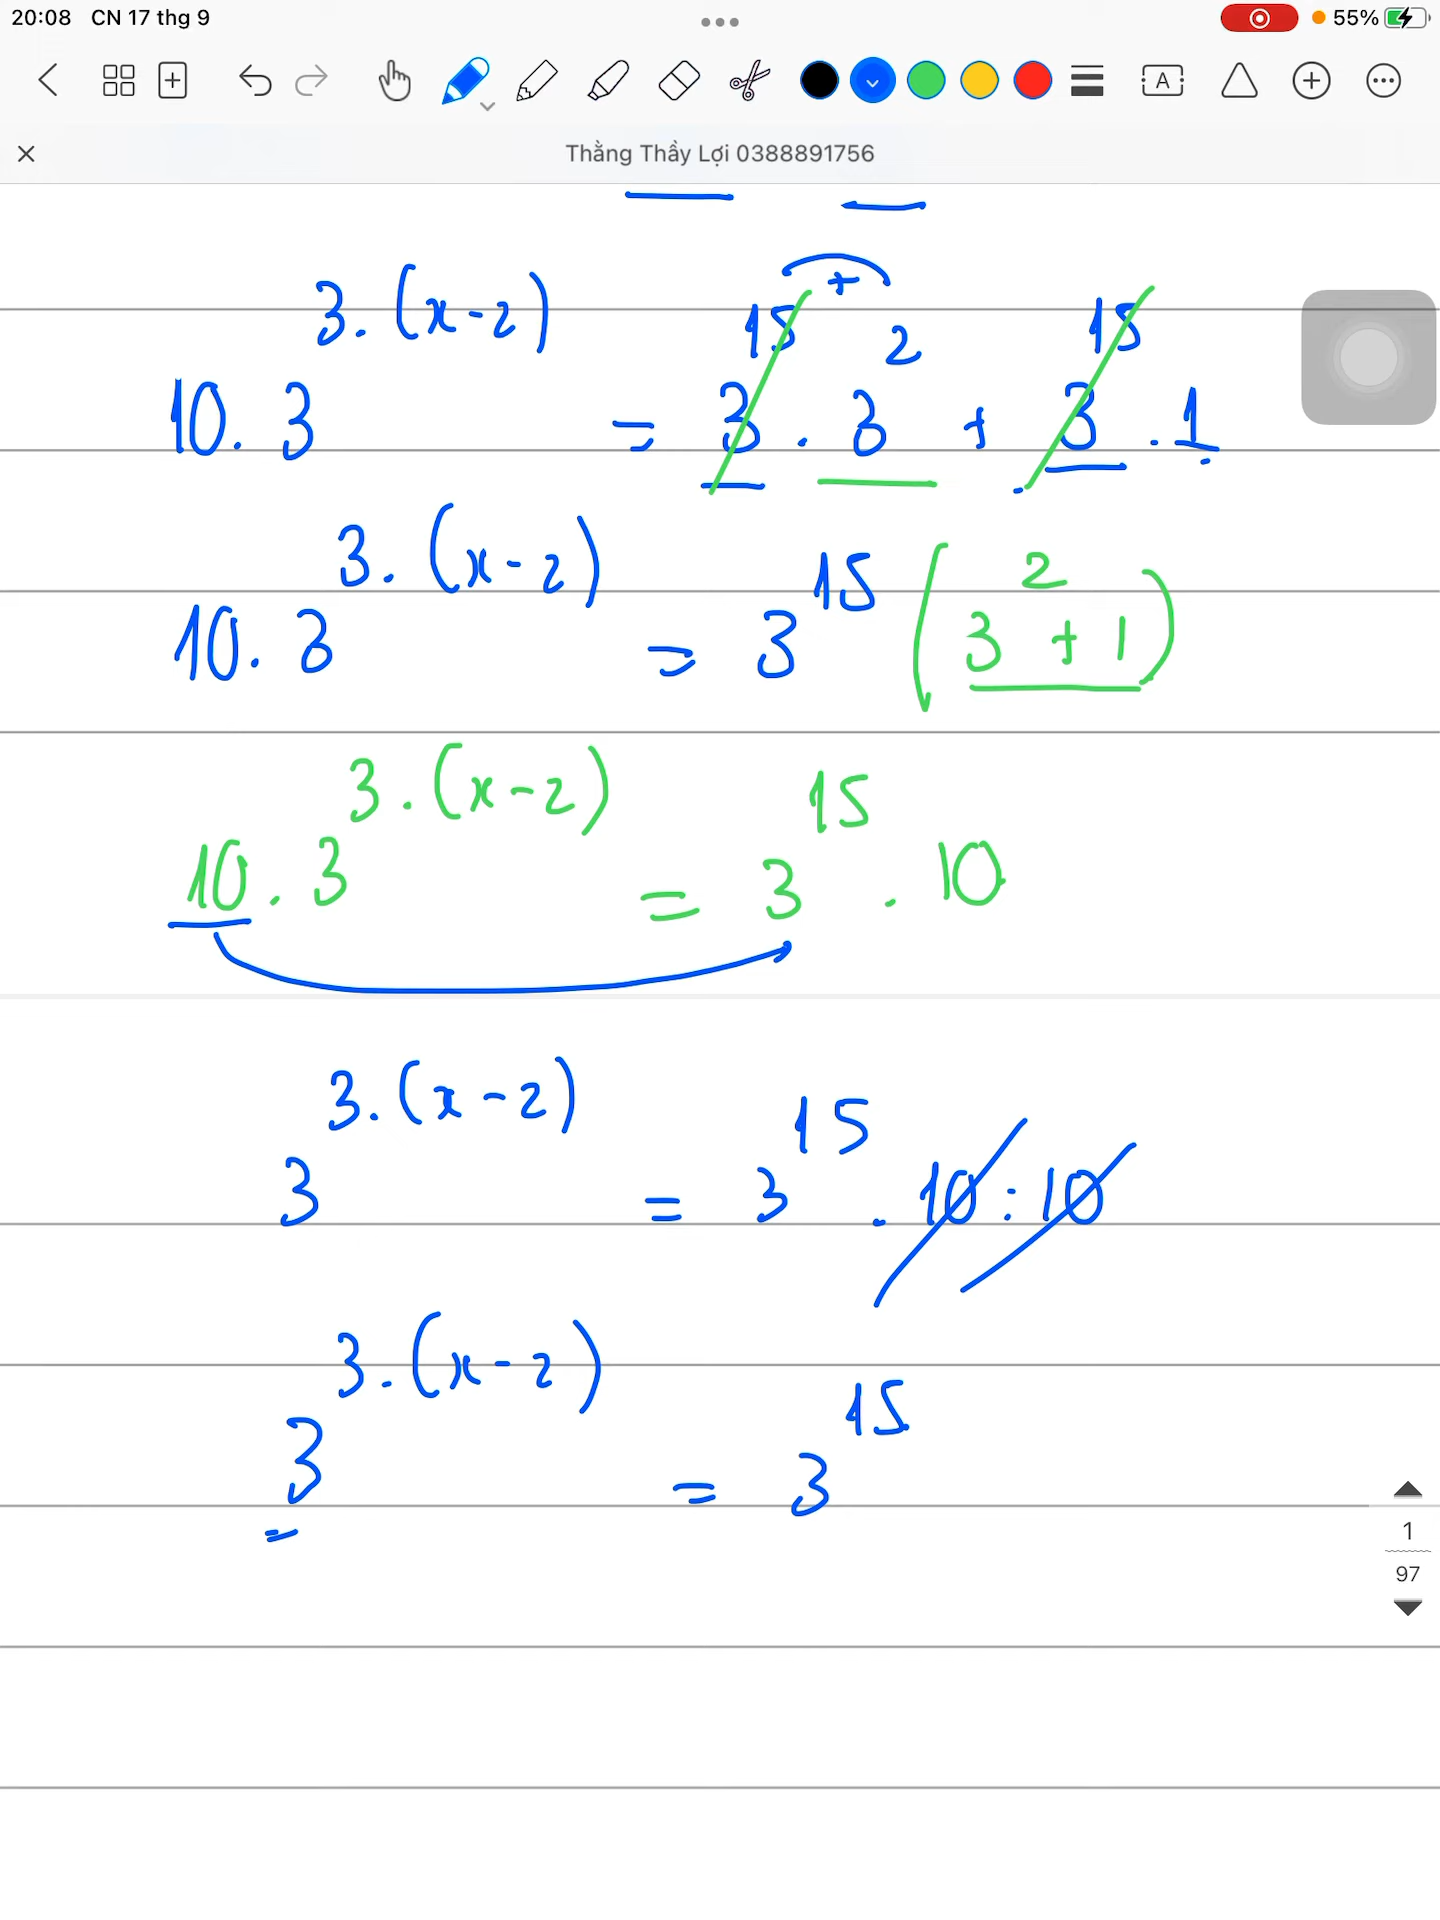 20:08 CN 17 thg 9 55%
A
Thằng Thầy Lợi 0388891756
10. 3^{3.(x-2)} = 3^{15} . 3^{2} + 3^{15} . 1
+
10. 3^{3.(x-2)} = 3^{15} (3^{2} + 1)
10 . 3^{3.(x-2)} = 3^{15} . 10
3^{3.(x-2)} = 3^{15} . 10 : 10
3^{3.(x-2)} = 3^{15}
1
97